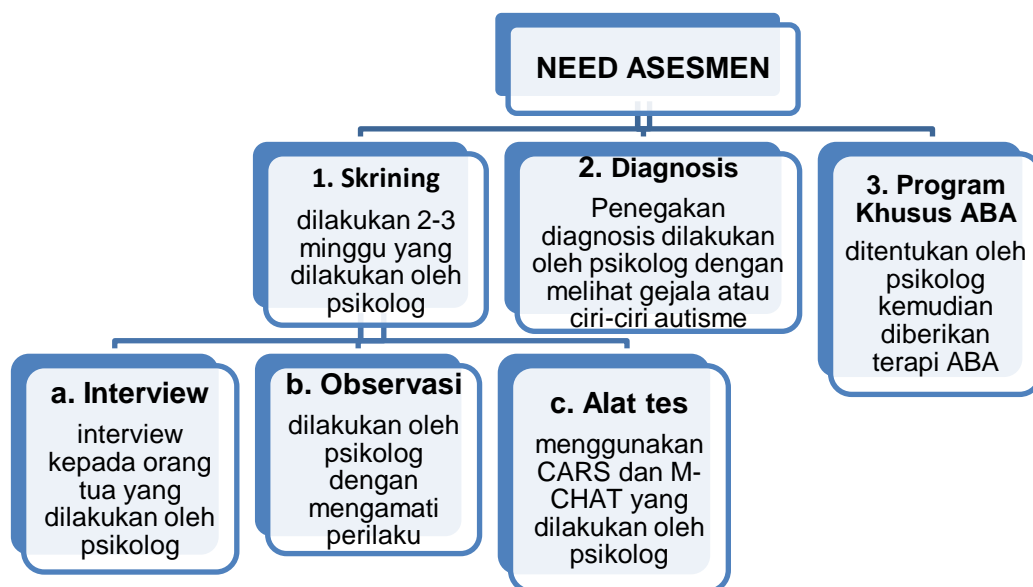 NEED ASESMEN
1. Skrining
dilakukan 2-3
minggu yang
dilakukan oleh
psikolog
2. Diagnosis
Penegakan
diagnosis dilakukan
oleh psikolog dengan
melihat gejala atau
ciri-ciri autisme
3. Program
Khusus ABA
ditentukan oleh
psikolog
kemudian
diberikan
terapi ABA
a. Interview
interview
kepada orang
tua yang
dilakukan oleh
psikolog
b. Observasi
dilakukan oleh
psikolog
dengan
mengamati
perilaku
c. Alat tes
menggunakan
CARS dan M-
CHAT yang
dilakukan oleh
psikolog